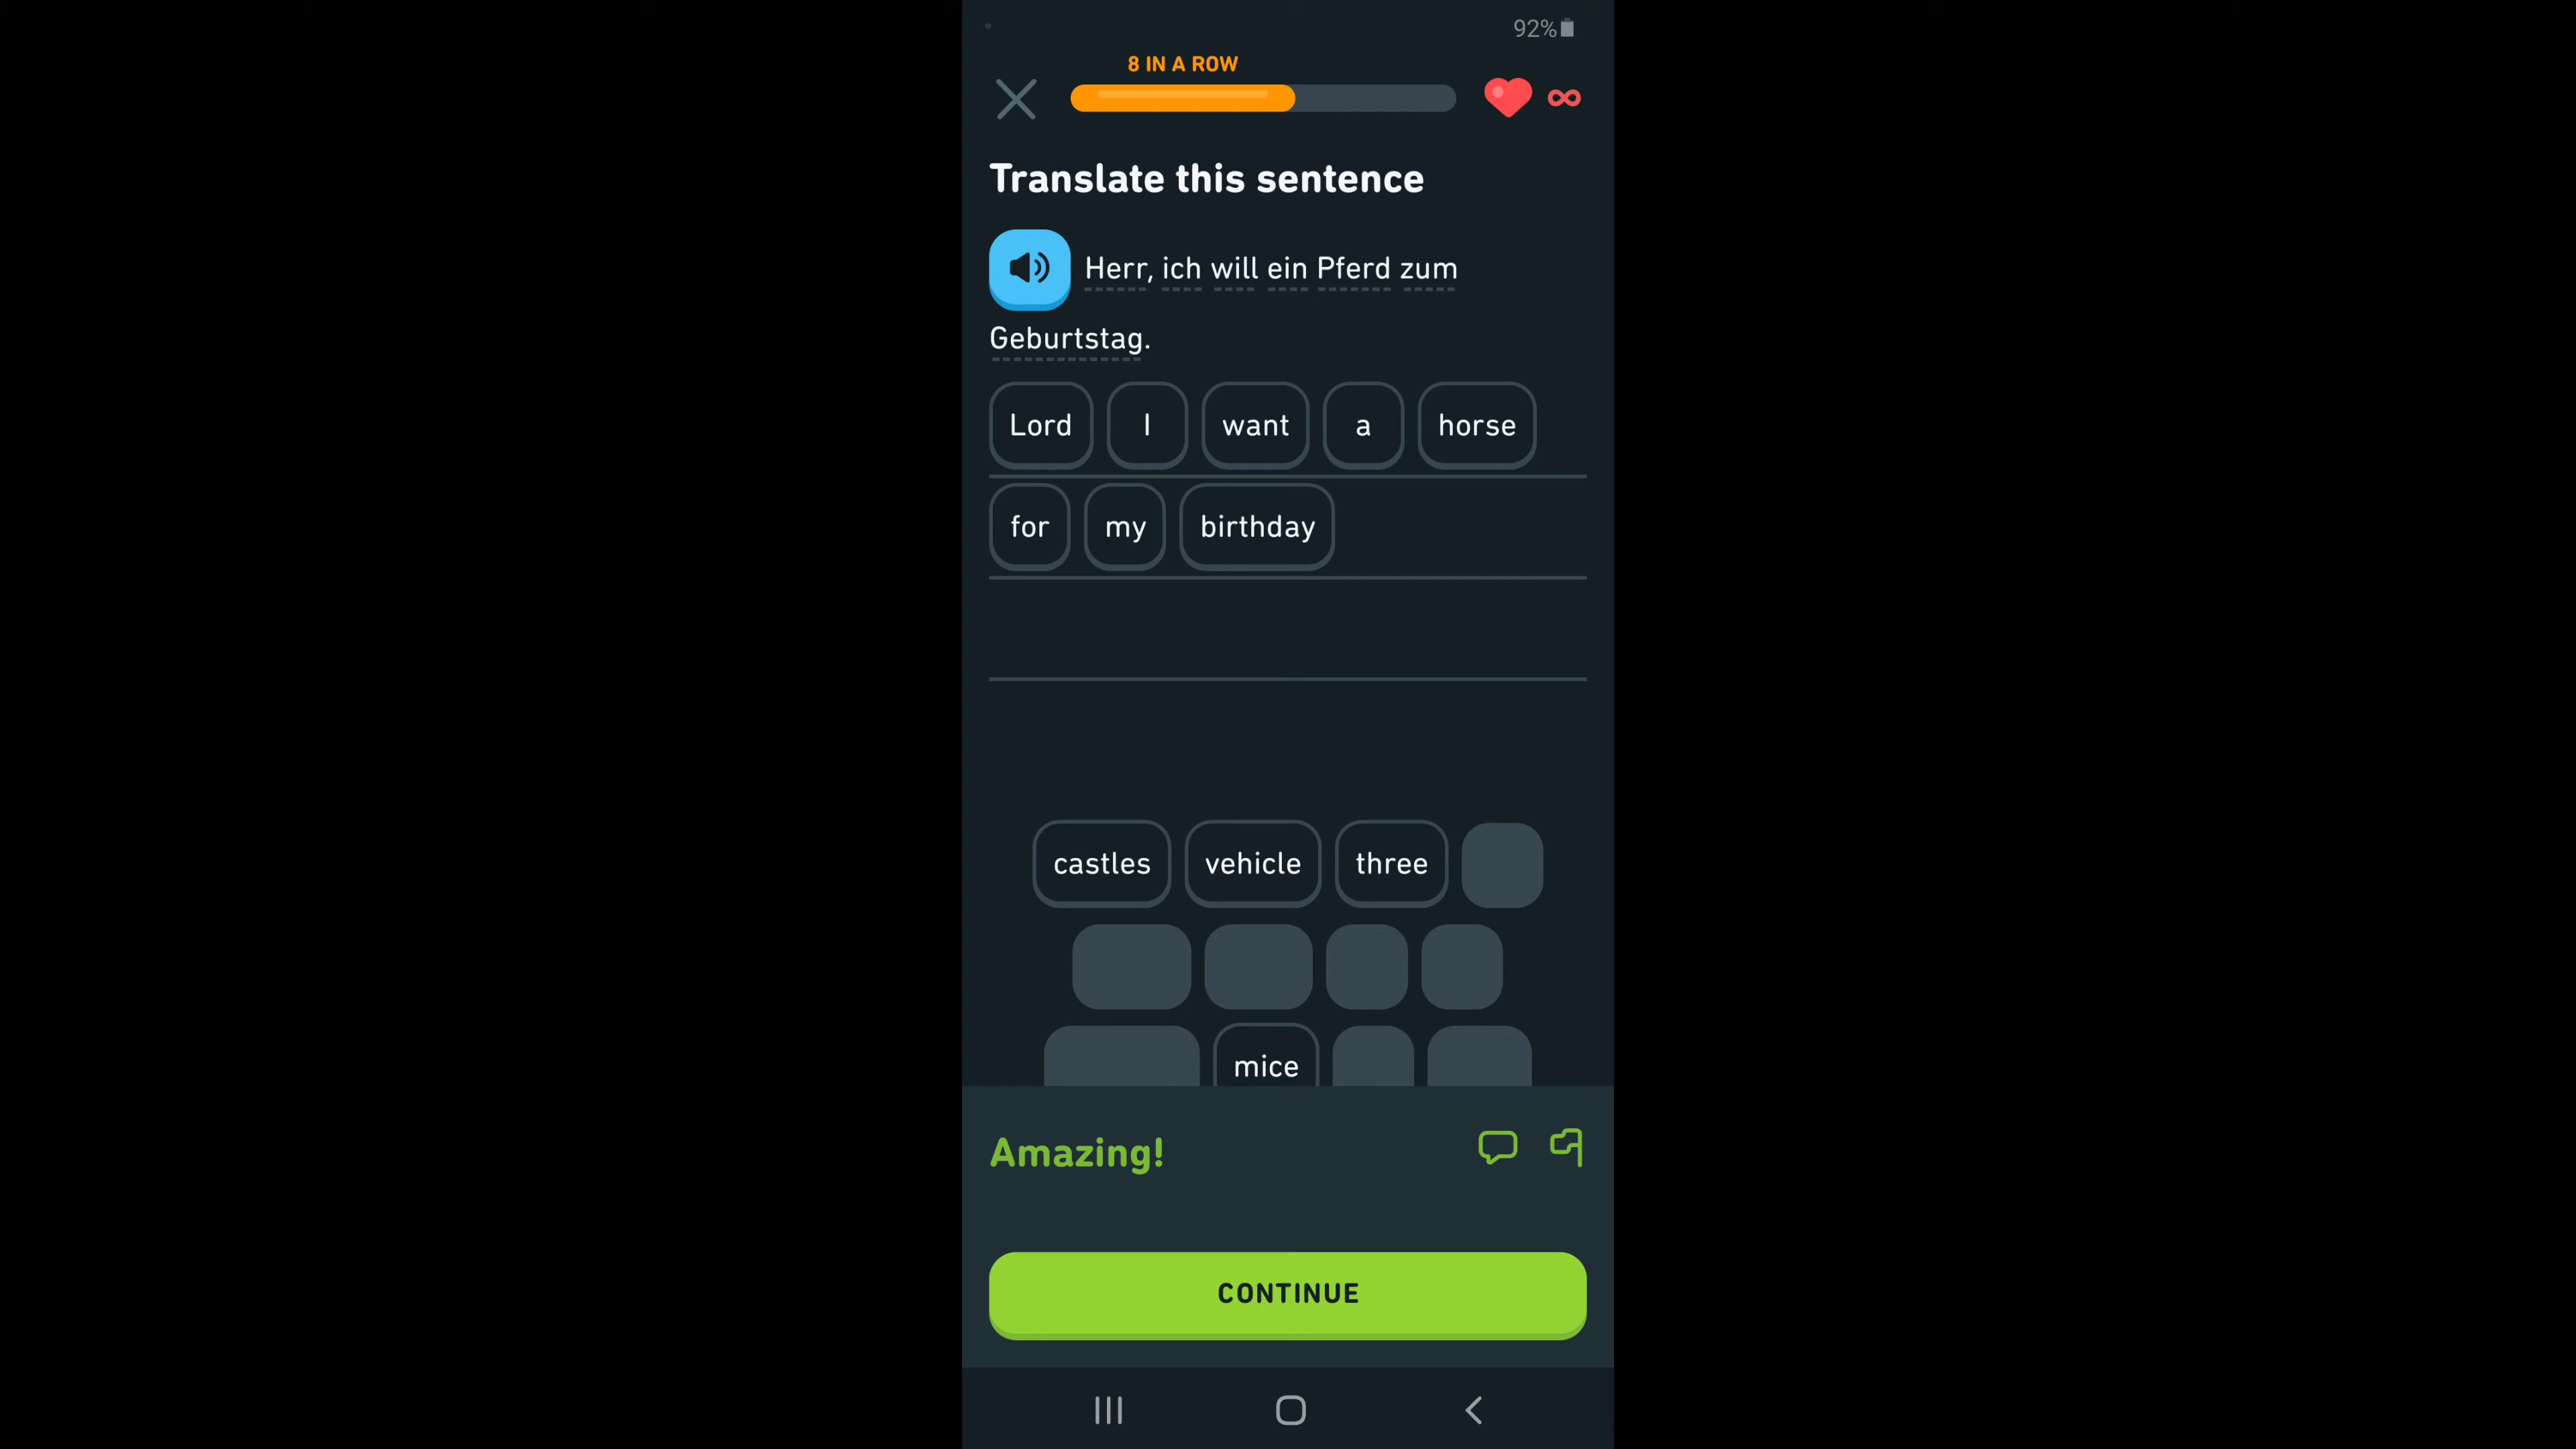 92%
8 IN A ROW
Translate this sentence
Herr, ich will ein Pferd zum
Geburtstag.
Lord I want a horse
for my birthday
castles vehicle three
mice
Amazing!
CONTINUE